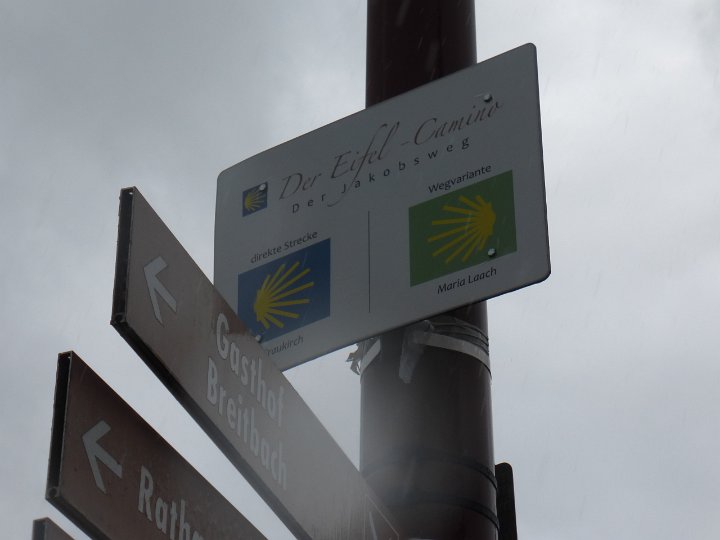 Der Eifel-Camino
Der Jakobsweg
direkte Strecke
Wegvariante
Maria Laach
Gasthof
Breitbach